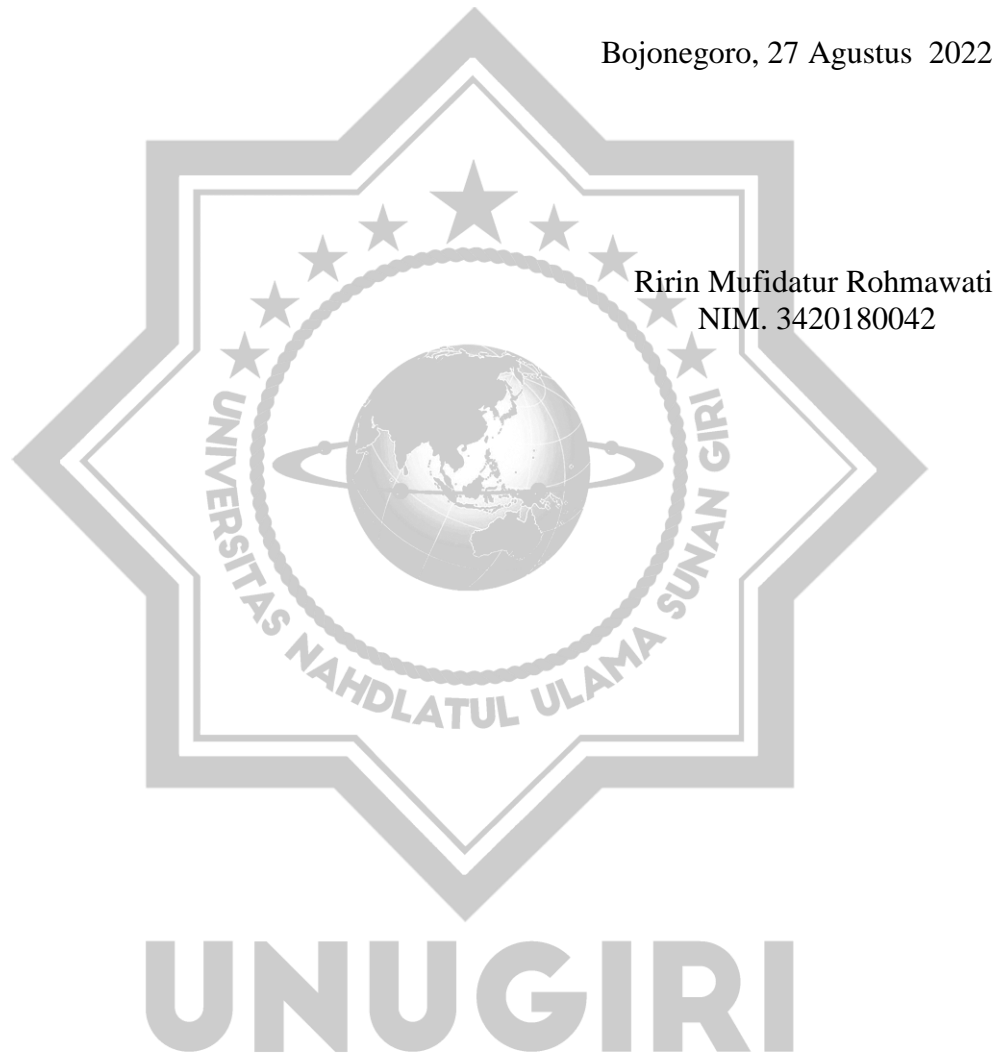 Bojonegoro, 27 Agustus  2022
Ririn Mufidatur Rohmawati
NIM. 3420180042
UNIVERSITAS NAHDLATUL ULAMA SUNAN GIRI
UNUGIRI